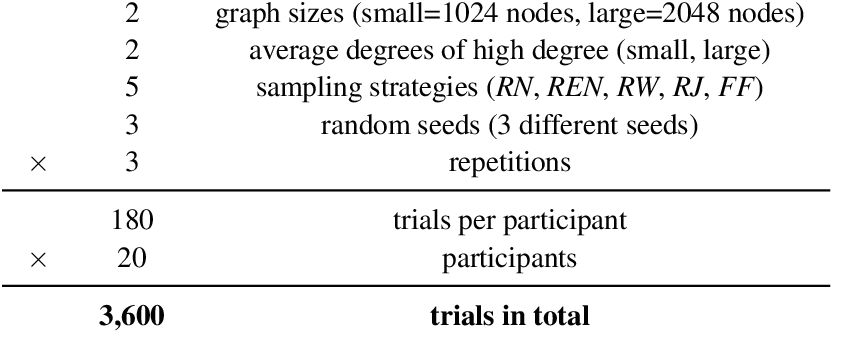 2 graph sizes (small=1024 nodes, large=2048 nodes)
2 average degrees of high degree (small, large)
5 sampling strategies (RN, REN, RW, RJ, FF)
3 random seeds (3 different seeds)
× 3 repetitions
180 trials per participant
× 20 participants
3,600 trials in total